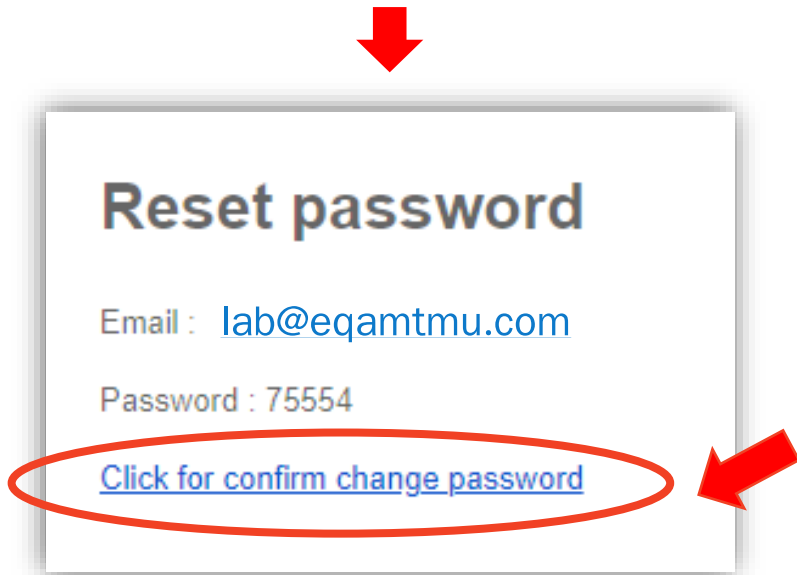 Reset password
Email : lab@eqamtmu.com
Password : 75554
Click for confirm change password